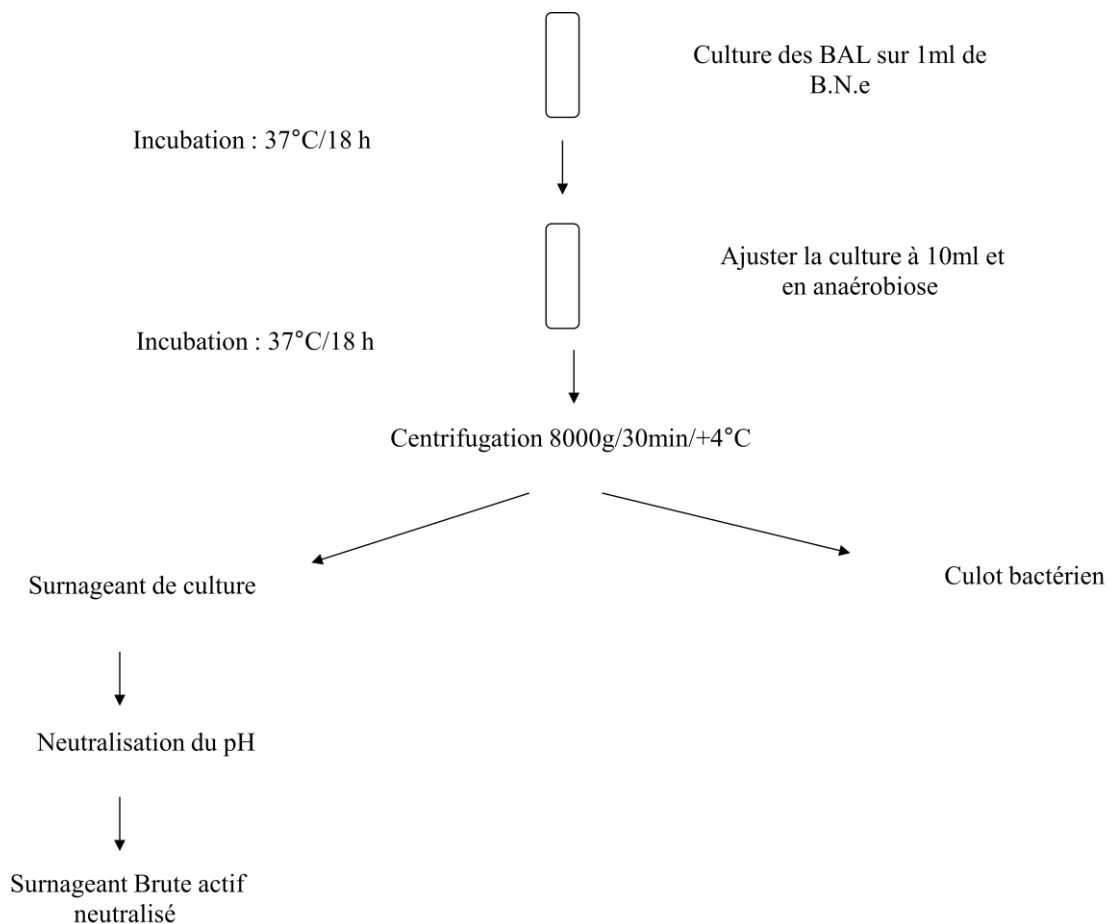 Culture des BAL sur 1ml de
B.N.e
Incubation : 37°C/18 h
Ajuster la culture à 10ml et
en anaérobiose
Incubation : 37°C/18 h
Centrifugation 8000g/30min/+4°C
Surnageant de culture
Culot bactérien
Neutralisation du pH
Surnageant Brute actif
neutralisé